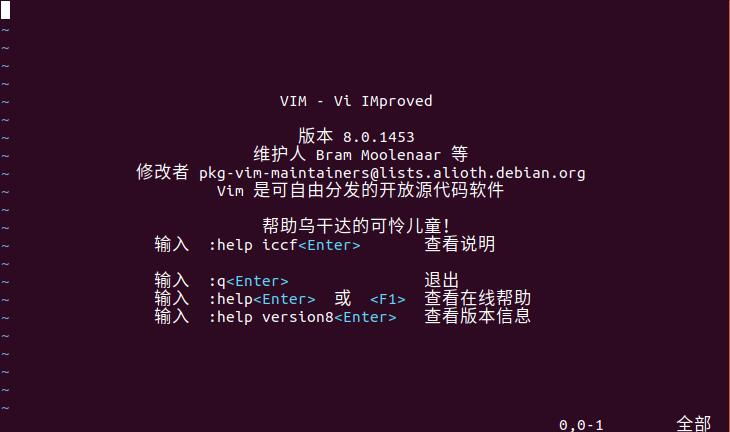 ~
~
~
~
~ VIM - Vi IMproved
~
~ 版本 8.0.1453
~ 维护人 Bram Moolenaar 等
~ 修改者 pkg-vim-maintainers@lists.alioth.debian.org
~ Vim 是可自由分发的开放源代码软件
~
~ 帮助乌干达的可怜儿童!
~ 输入 :help iccf<Enter> 查看说明
~
~ 输入 :q<Enter> 退出
~ 输入 :help<Enter> 或 <F1> 查看在线帮助
~ 输入 :help version8<Enter> 查看版本信息
~
~
~
~
~
0,0-1 全部